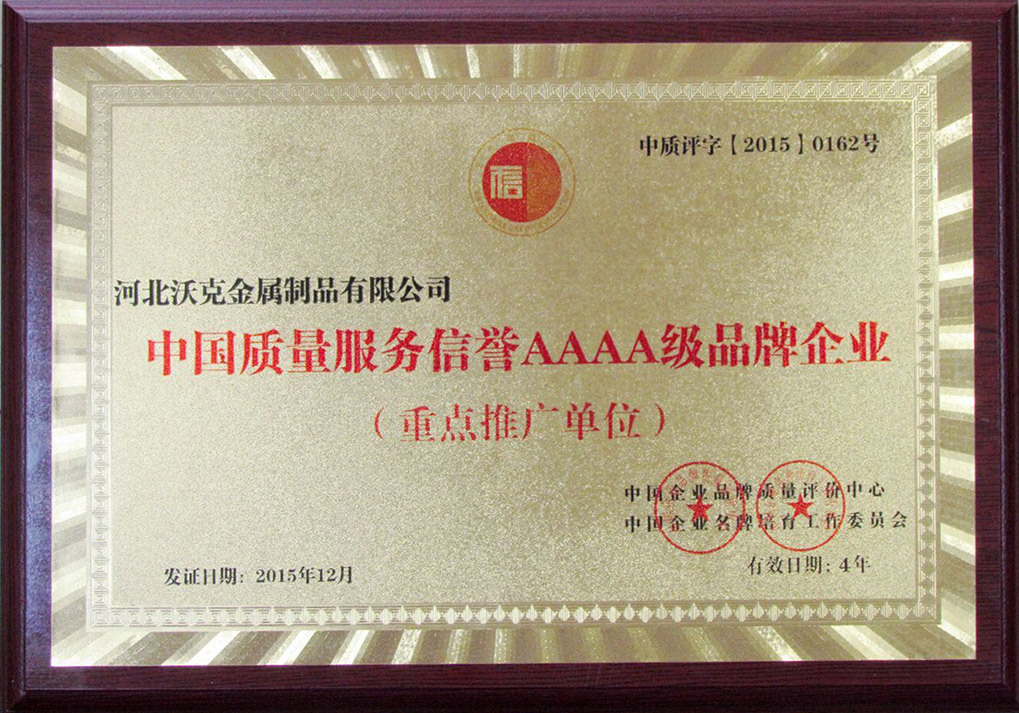 中质评字【2015】0162号
信
河北沃克金属制品有限公司
中国质量服务信誉AAAA级品牌企业
（重点推广单位）
中国企业品牌质量评价中心
中国企业名牌培育工作委员会
发证日期：2015年12月
有效日期：4年